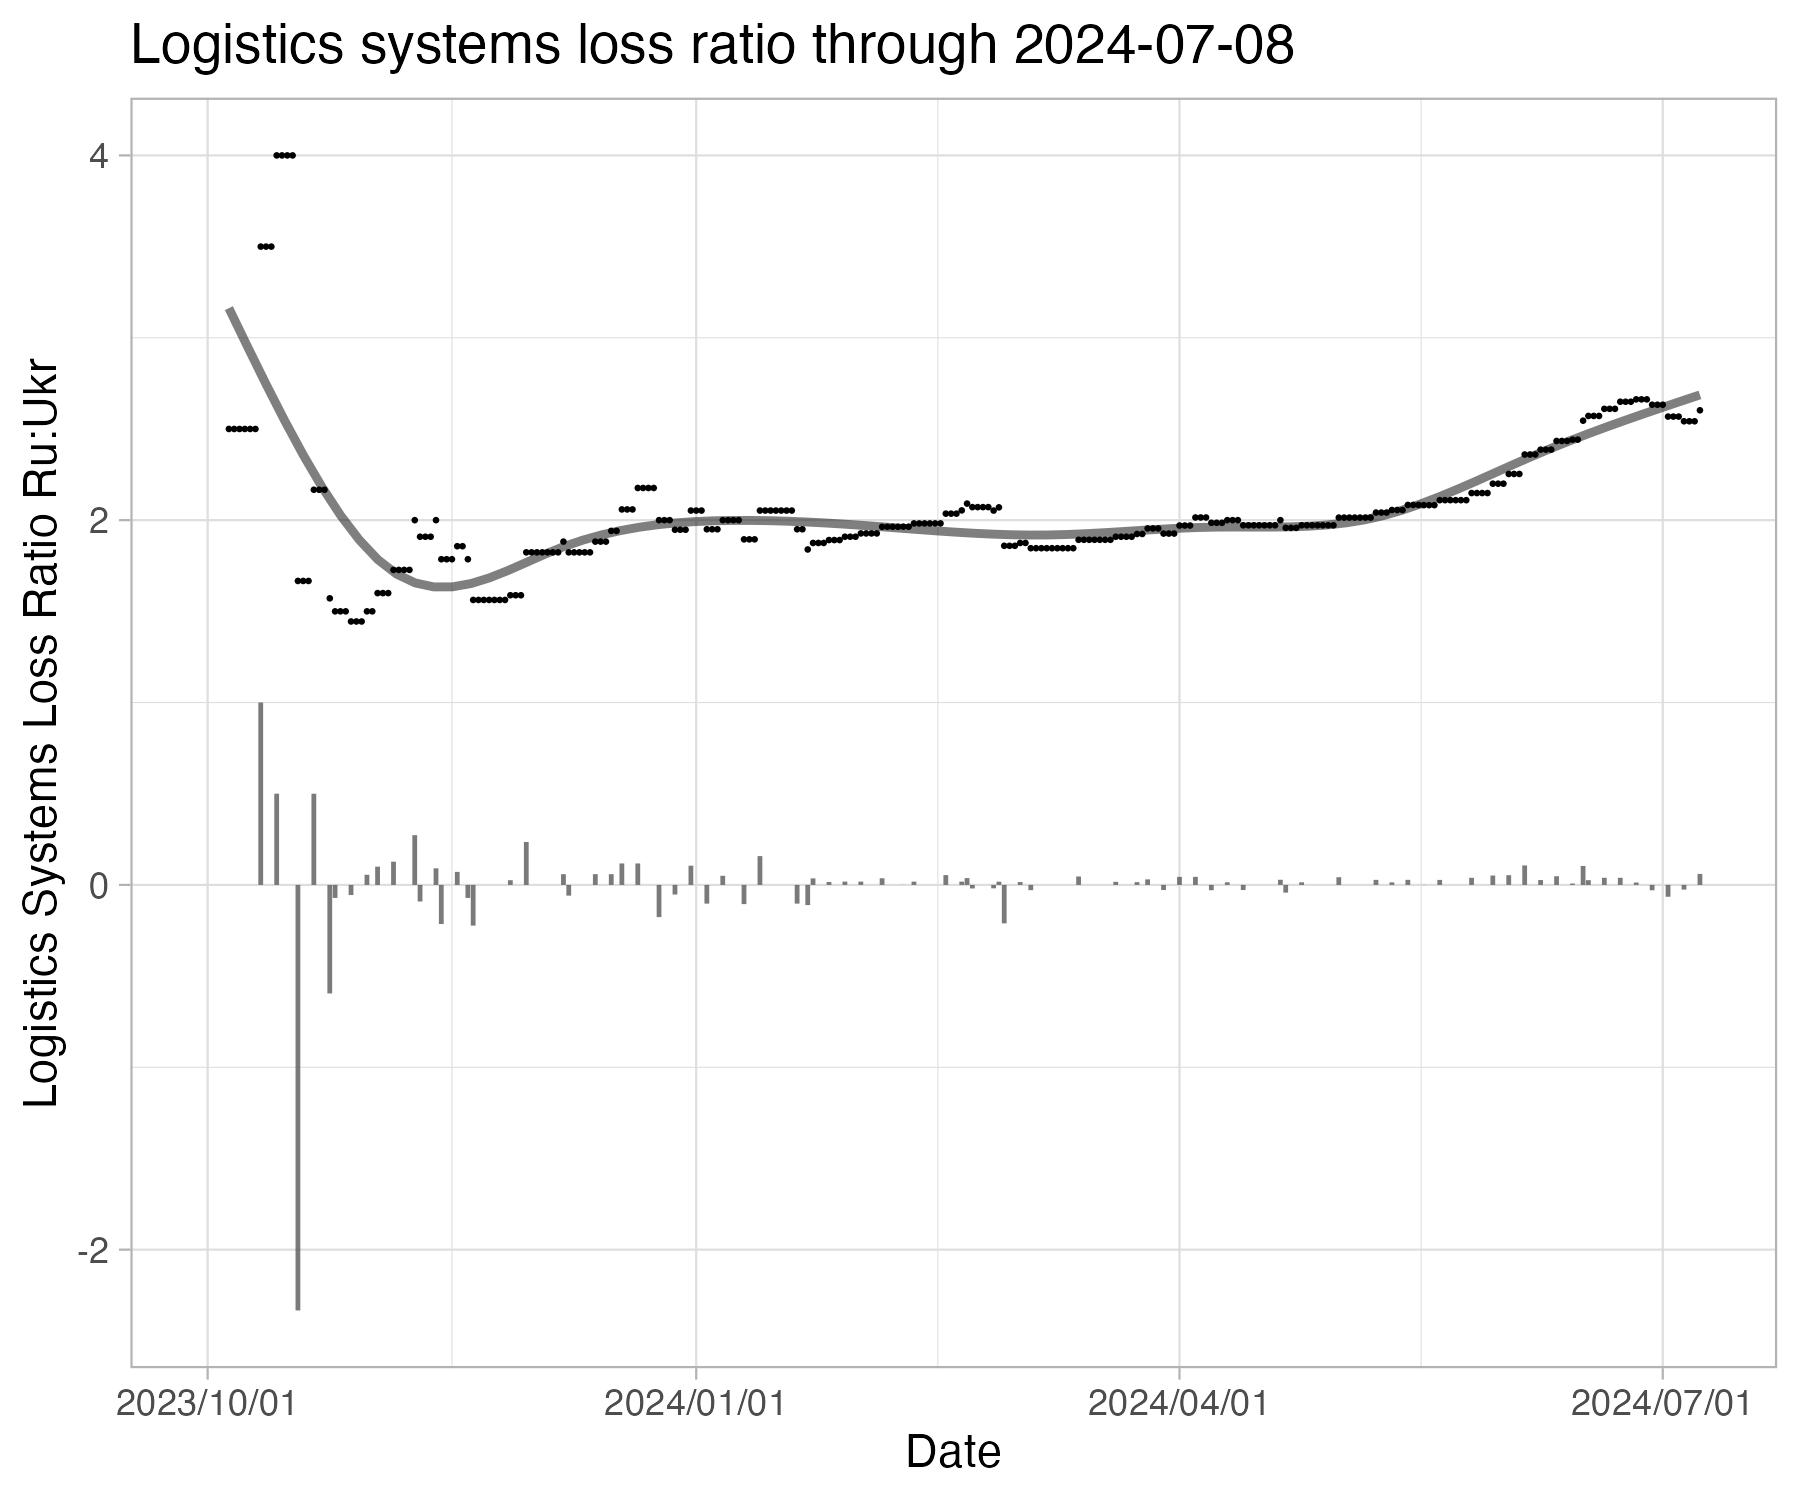 Logistics systems loss ratio through 2024-07-08
Logistics Systems Loss Ratio Ru:Ukr
4
2
0
-2
2023/10/01
2024/01/01
2024/04/01
2024/07/01
Date